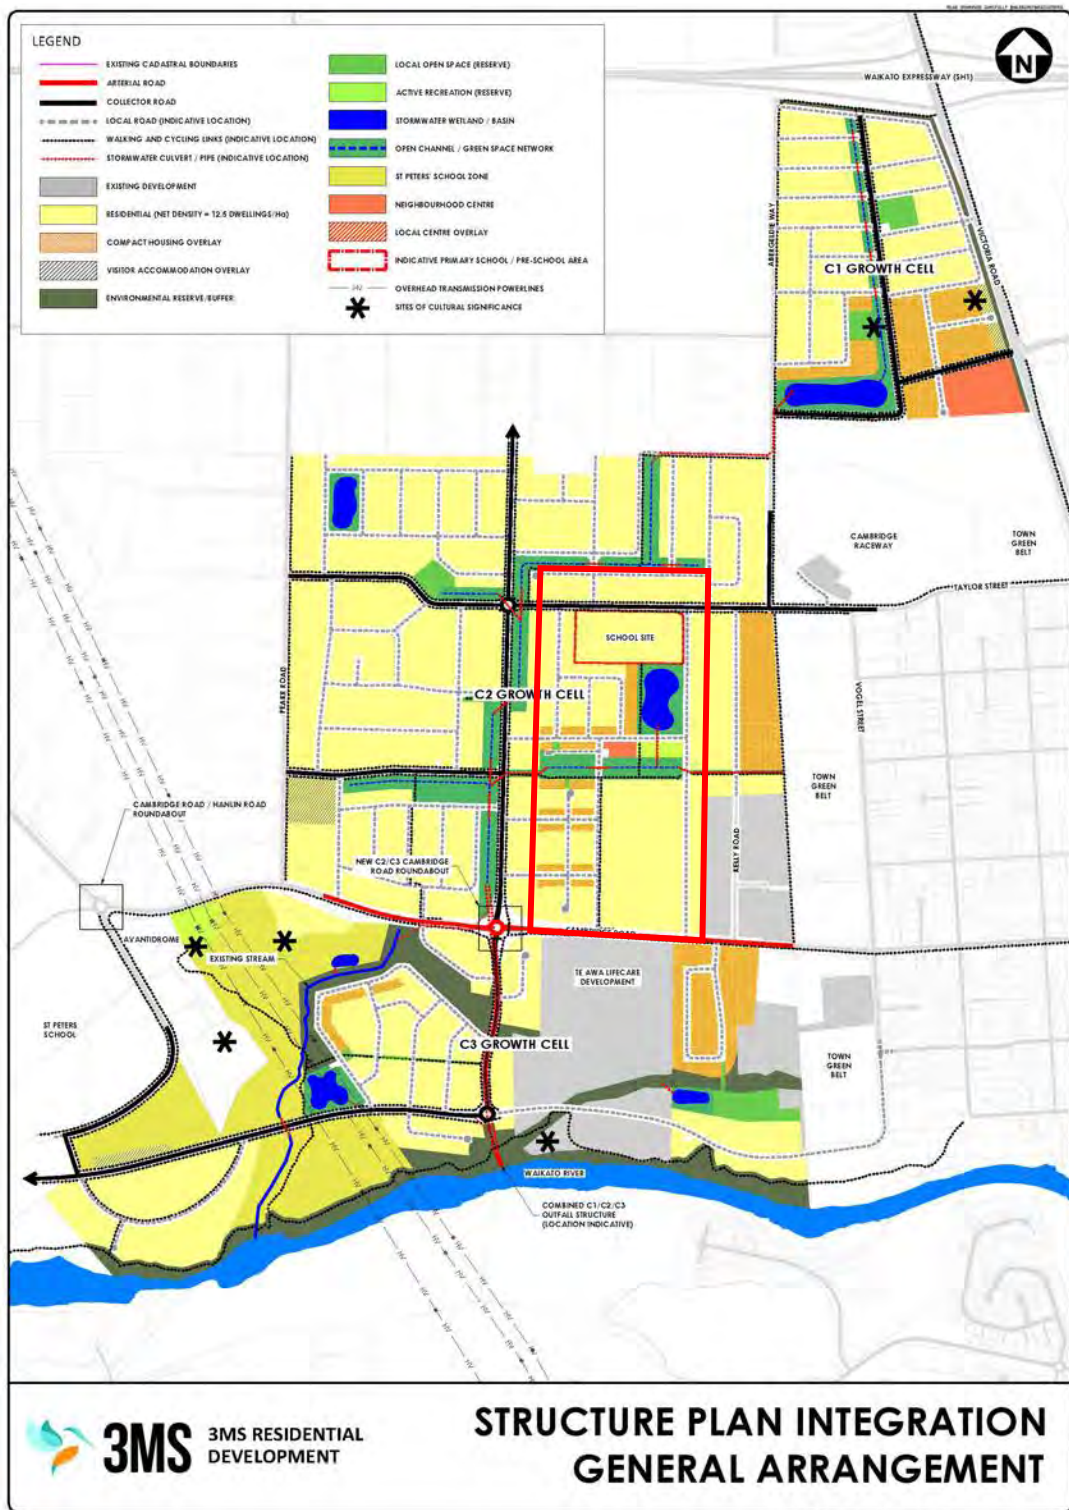 LEGEND
EXISTING CADASTRAL BOUNDARIES
ARTERIAL ROAD
COLLECTOR ROAD
LOCAL ROAD (INDICATIVE LOCATION)
WALKING AND CYCLING LINKS (INDICATIVE LOCATION)
STORMWATER CULVERT / PIPE (INDICATIVE LOCATION)
EXISTING DEVELOPMENT
RESIDENTIAL (NET DENSITY = 12.5 DWELLINGS/Ha)
COMPACT HOUSING OVERLAY
VISITOR ACCOMMODATION OVERLAY
ENVIRONMENTAL RESERVE/BUFFER
LOCAL OPEN SPACE (RESERVE)
ACTIVE RECREATION (RESERVE)
STORMWATER WETLAND / BASIN
OPEN CHANNEL / GREEN SPACE NETWORK
ST PETERS' SCHOOL ZONE
NEIGHBOURHOOD CENTRE
LOCAL CENTRE OVERLAY
INDICATIVE PRIMARY SCHOOL / PRE-SCHOOL AREA
OVERHEAD TRANSMISSION POWERLINES
SITES OF CULTURAL SIGNIFICANCE
N
WAIKATO EXPRESSWAY (SH1)
ABERGELDIE WAY
VICTORIA ROAD
C1 GROWTH CELL
CAMBRIDGE
RACEWAY
TOWN
GREEN
BELT
TAYLOR STREET
SCHOOL SITE
PEAKE ROAD
C2 GROWTH CELL
VOGEL STREET
TOWN
GREEN
BELT
CAMBRIDGE ROAD / HANLIN ROAD
ROUNDABOUT
KELLY ROAD
NEW C2/C3 CAMBRIDGE
ROAD ROUNDABOUT
ROAD
AVANTIDROME
EXISTING STREAM
TE AWA LIFECARE
DEVELOPMENT
ST PETERS
SCHOOL
C3 GROWTH CELL
TOWN
GREEN
BELT
WAIKATO RIVER
COMBINED C1/C2/C3
OUTFALL STRUCTURE
(LOCATION INDICATIVE)
3MS
3MS RESIDENTIAL
DEVELOPMENT
STRUCTURE PLAN INTEGRATION
GENERAL ARRANGEMENT